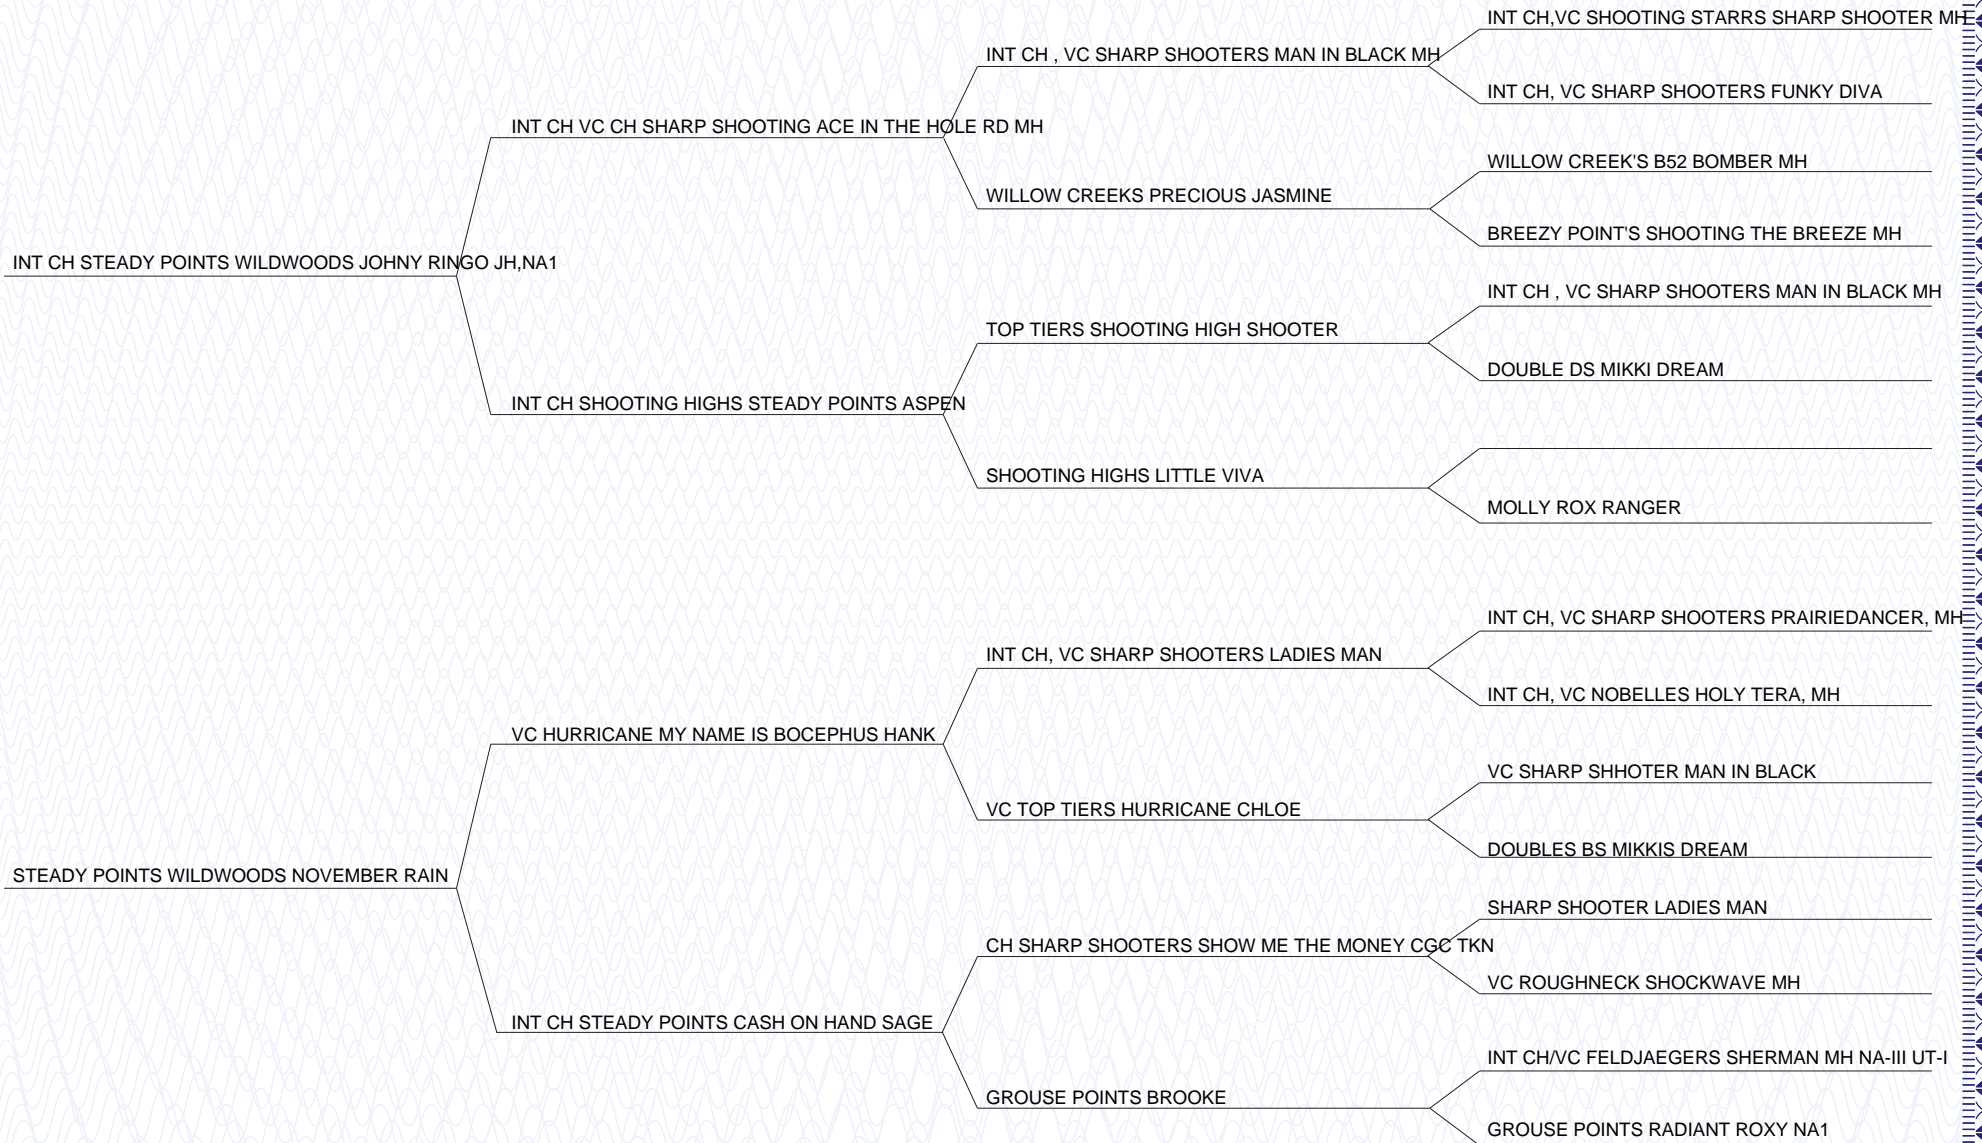 INT CH,VC SHOOTING STARRS SHARP SHOOTER MH
INT CH , VC SHARP SHOOTERS MAN IN BLACK MH
INT CH, VC SHARP SHOOTERS FUNKY DIVA
INT CH VC CH SHARP SHOOTING ACE IN THE HOLE RD MH
WILLOW CREEK'S B52 BOMBER MH
WILLOW CREEKS PRECIOUS JASMINE
BREEZY POINT'S SHOOTING THE BREEZE MH
INT CH STEADY POINTS WILDWOODS JOHNY RINGO JH,NA1
INT CH , VC SHARP SHOOTERS MAN IN BLACK MH
TOP TIERS SHOOTING HIGH SHOOTER
DOUBLE DS MIKKI DREAM
INT CH SHOOTING HIGHS STEADY POINTS ASPEN
SHOOTING HIGHS LITTLE VIVA
MOLLY ROX RANGER
INT CH, VC SHARP SHOOTERS PRAIRIEDANCER, MH
INT CH, VC SHARP SHOOTERS LADIES MAN
INT CH, VC NOBELLES HOLY TERA, MH
VC HURRICANE MY NAME IS BOCEPHUS HANK
VC SHARP SHHOTER MAN IN BLACK
VC TOP TIERS HURRICANE CHLOE
DOUBLES BS MIKKIS DREAM
STEADY POINTS WILDWOODS NOVEMBER RAIN
SHARP SHOOTER LADIES MAN
CH SHARP SHOOTERS SHOW ME THE MONEY CGC TKN
VC ROUGHNECK SHOCKWAVE MH
INT CH STEADY POINTS CASH ON HAND SAGE
INT CH/VC FELDJAEGERS SHERMAN MH NA-III UT-I
GROUSE POINTS BROOKE
GROUSE POINTS RADIANT ROXY NA1